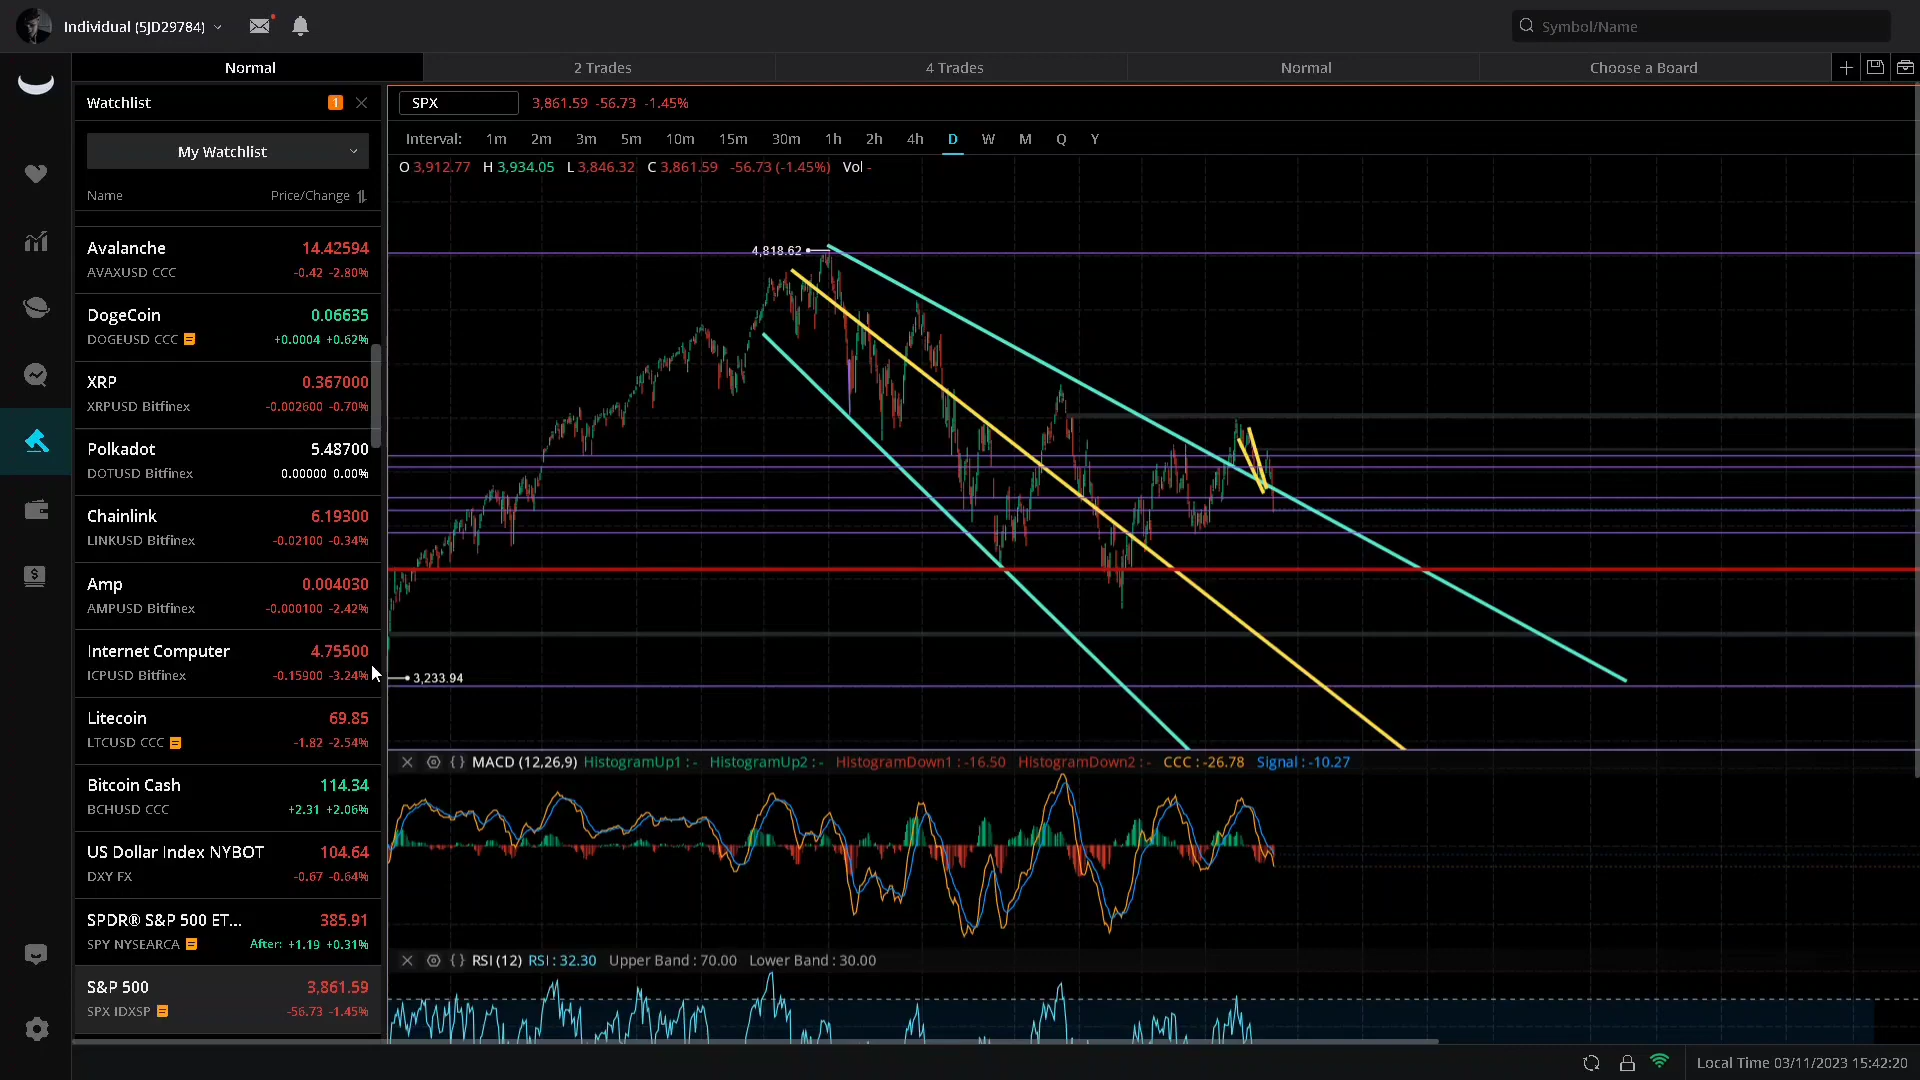 Individual (5JD29784)
Symbol/Name
Normal
2 Trades
4 Trades
Normal
Choose a Board
Watchlist
1
My Watchlist
Name
Price/Change
Avalanche
14.42594
AVAXUSD CCC
-0.42 -2.80%
DogeCoin
0.06635
DOGEUSD CCC
+0.0004 +0.62%
XRP
0.367000
XRPUSD Bitfinex
-0.002600 -0.70%
Polkadot
5.48700
DOTUSD Bitfinex
0.00000 0.00%
Chainlink
6.19300
LINKUSD Bitfinex
-0.02100 -0.34%
Amp
0.004030
AMPUSD Bitfinex
-0.000100 -2.42%
Internet Computer
4.75500
ICPUSD Bitfinex
-0.15900 -3.24%
Litecoin
69.85
LTCUSD CCC
-1.82 -2.54%
Bitcoin Cash
114.34
BCHUSD CCC
+2.31 +2.06%
US Dollar Index NYBOT
104.64
DXY FX
-0.67 -0.64%
SPDR® S&P 500 ET...
385.91
SPY NYSEARCA
After: +1.19 +0.31%
S&P 500
3,861.59
SPX IDXSP
-56.73 -1.45%
SPX
3,861.59 -56.73 -1.45%
Interval: 1m 2m 3m 5m 10m 15m 30m 1h 2h 4h D W M Q Y
O 3,912.77 H 3,934.05 L 3,846.32 C 3,861.59 -56.73 (-1.45%) Vol -
4,818.62
3,233.94
MACD (12,26,9) HistogramUp1 : - HistogramUp2 : - HistogramDown1 : -16.50 HistogramDown2 : - CCC : -26.78 Signal : -10.27
RSI (12) RSI : 32.30 Upper Band : 70.00 Lower Band : 30.00
Local Time 03/11/2023 15:42:20